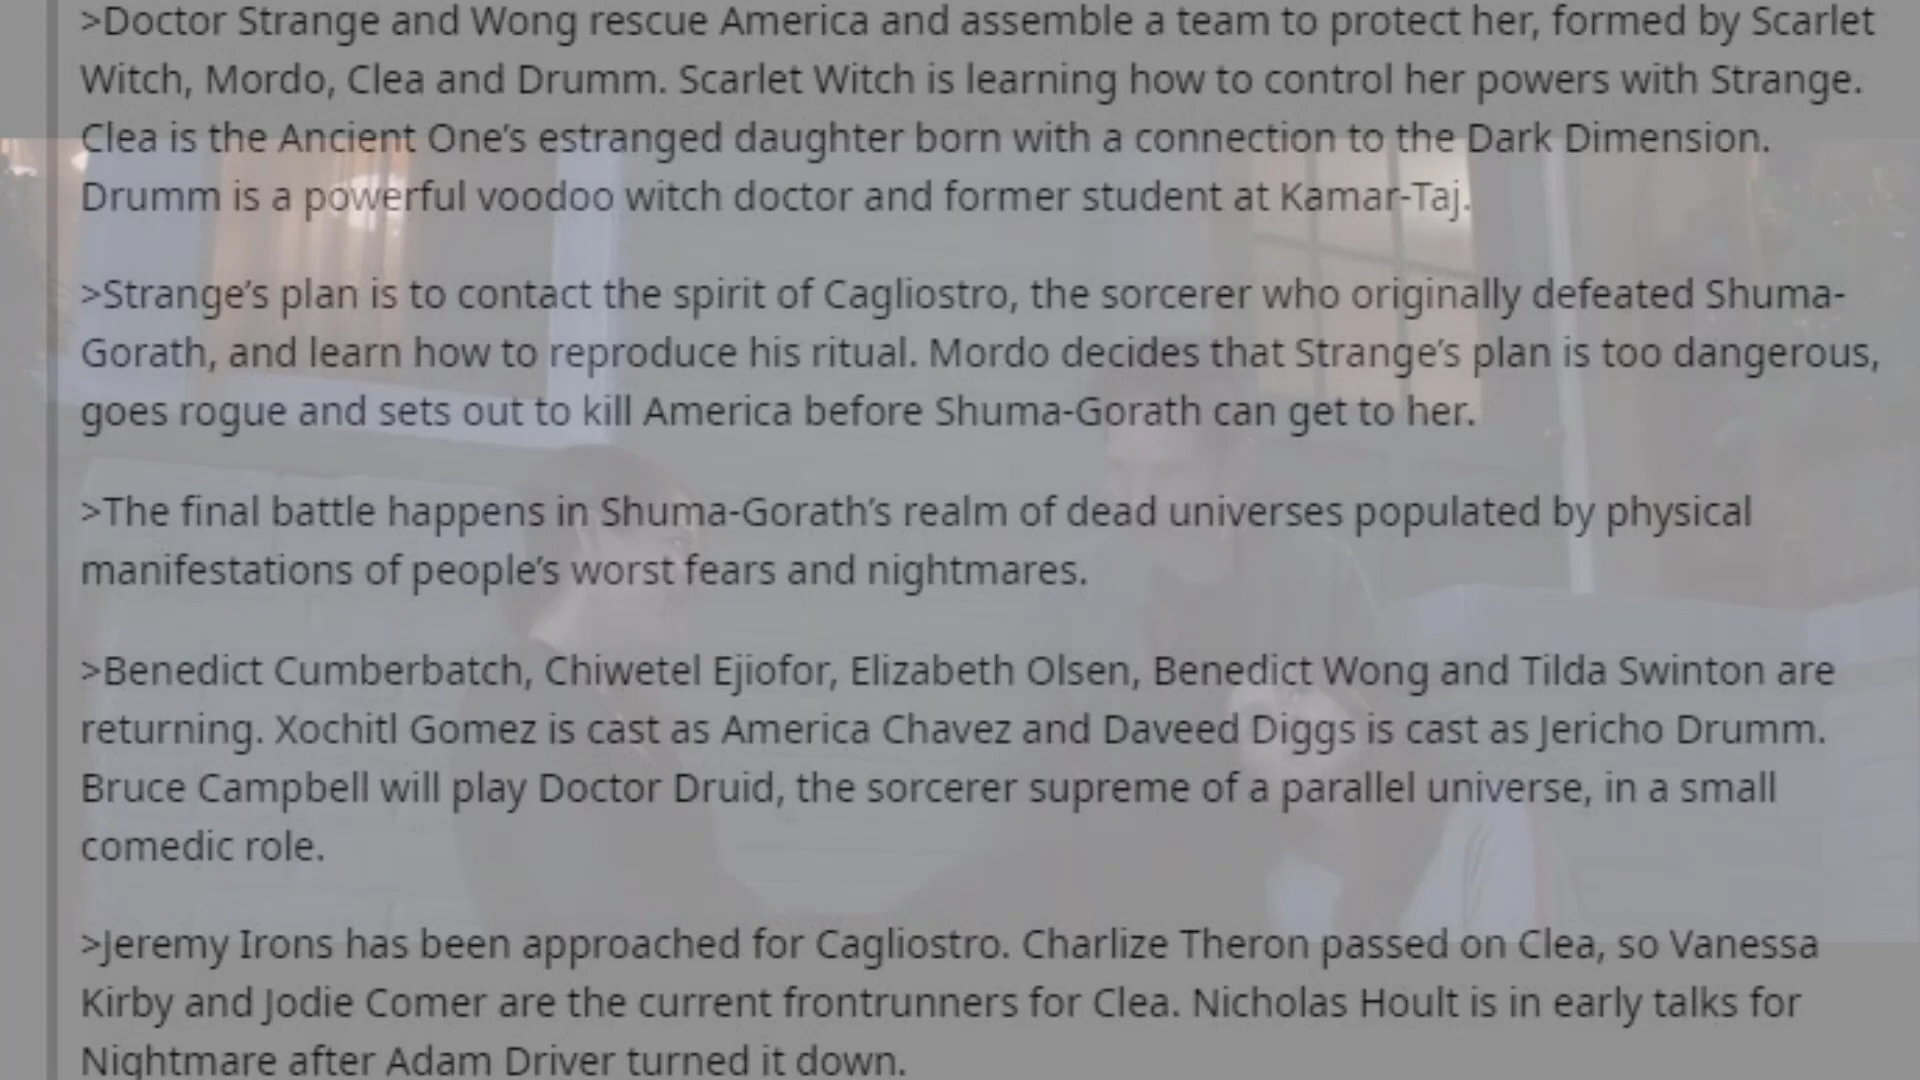 >Doctor Strange and Wong rescue America and assemble a team to protect her, formed by Scarlet
Witch, Mordo, Clea and Drumm. Scarlet Witch is learning how to control her powers with Strange.
Clea is the Ancient One’s estranged daughter born with a connection to the Dark Dimension.
Drumm is a powerful voodoo witch doctor and former student at Kamar-Taj.
>Strange’s plan is to contact the spirit of Cagliostro, the sorcerer who originally defeated Shuma-
Gorath, and learn how to reproduce his ritual. Mordo decides that Strange’s plan is too dangerous,
goes rogue and sets out to kill America before Shuma-Gorath can get to her.
>The final battle happens in Shuma-Gorath’s realm of dead universes populated by physical
manifestations of people’s worst fears and nightmares.
>Benedict Cumberbatch, Chiwetel Ejiofor, Elizabeth Olsen, Benedict Wong and Tilda Swinton are
returning. Xochitl Gomez is cast as America Chavez and Daveed Diggs is cast as Jericho Drumm.
Bruce Campbell will play Doctor Druid, the sorcerer supreme of a parallel universe, in a small
comedic role.
>Jeremy Irons has been approached for Cagliostro. Charlize Theron passed on Clea, so Vanessa
Kirby and Jodie Comer are the current frontrunners for Clea. Nicholas Hoult is in early talks for
Nightmare after Adam Driver turned it down.